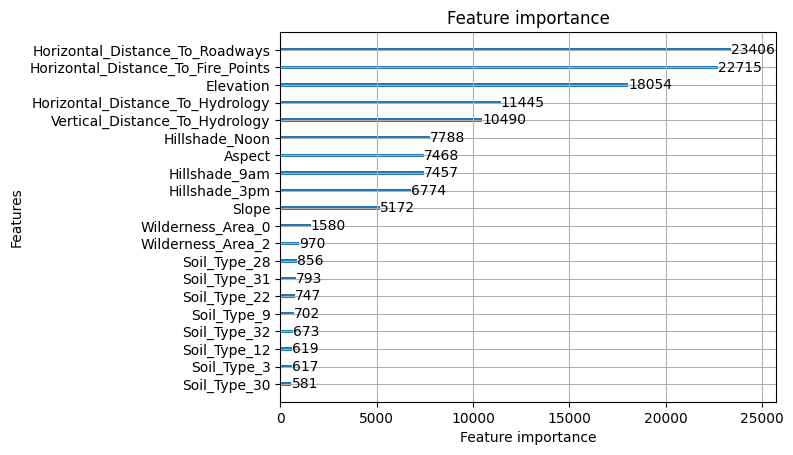 Feature importance
Horizontal_Distance_To_Roadways 23406
Horizontal_Distance_To_Fire_Points 22715
Elevation 18054
Horizontal_Distance_To_Hydrology 11445
Vertical_Distance_To_Hydrology 10490
Hillshade_Noon 7788
Aspect 7468
Hillshade_9am 7457
Hillshade_3pm 6774
Slope 5172
Wilderness_Area_0 1580
Wilderness_Area_2 970
Soil_Type_28 856
Soil_Type_31 793
Soil_Type_22 747
Soil_Type_9 702
Soil_Type_32 673
Soil_Type_12 619
Soil_Type_3 617
Soil_Type_30 581
Features
0 5000 10000 15000 20000 25000
Feature importance